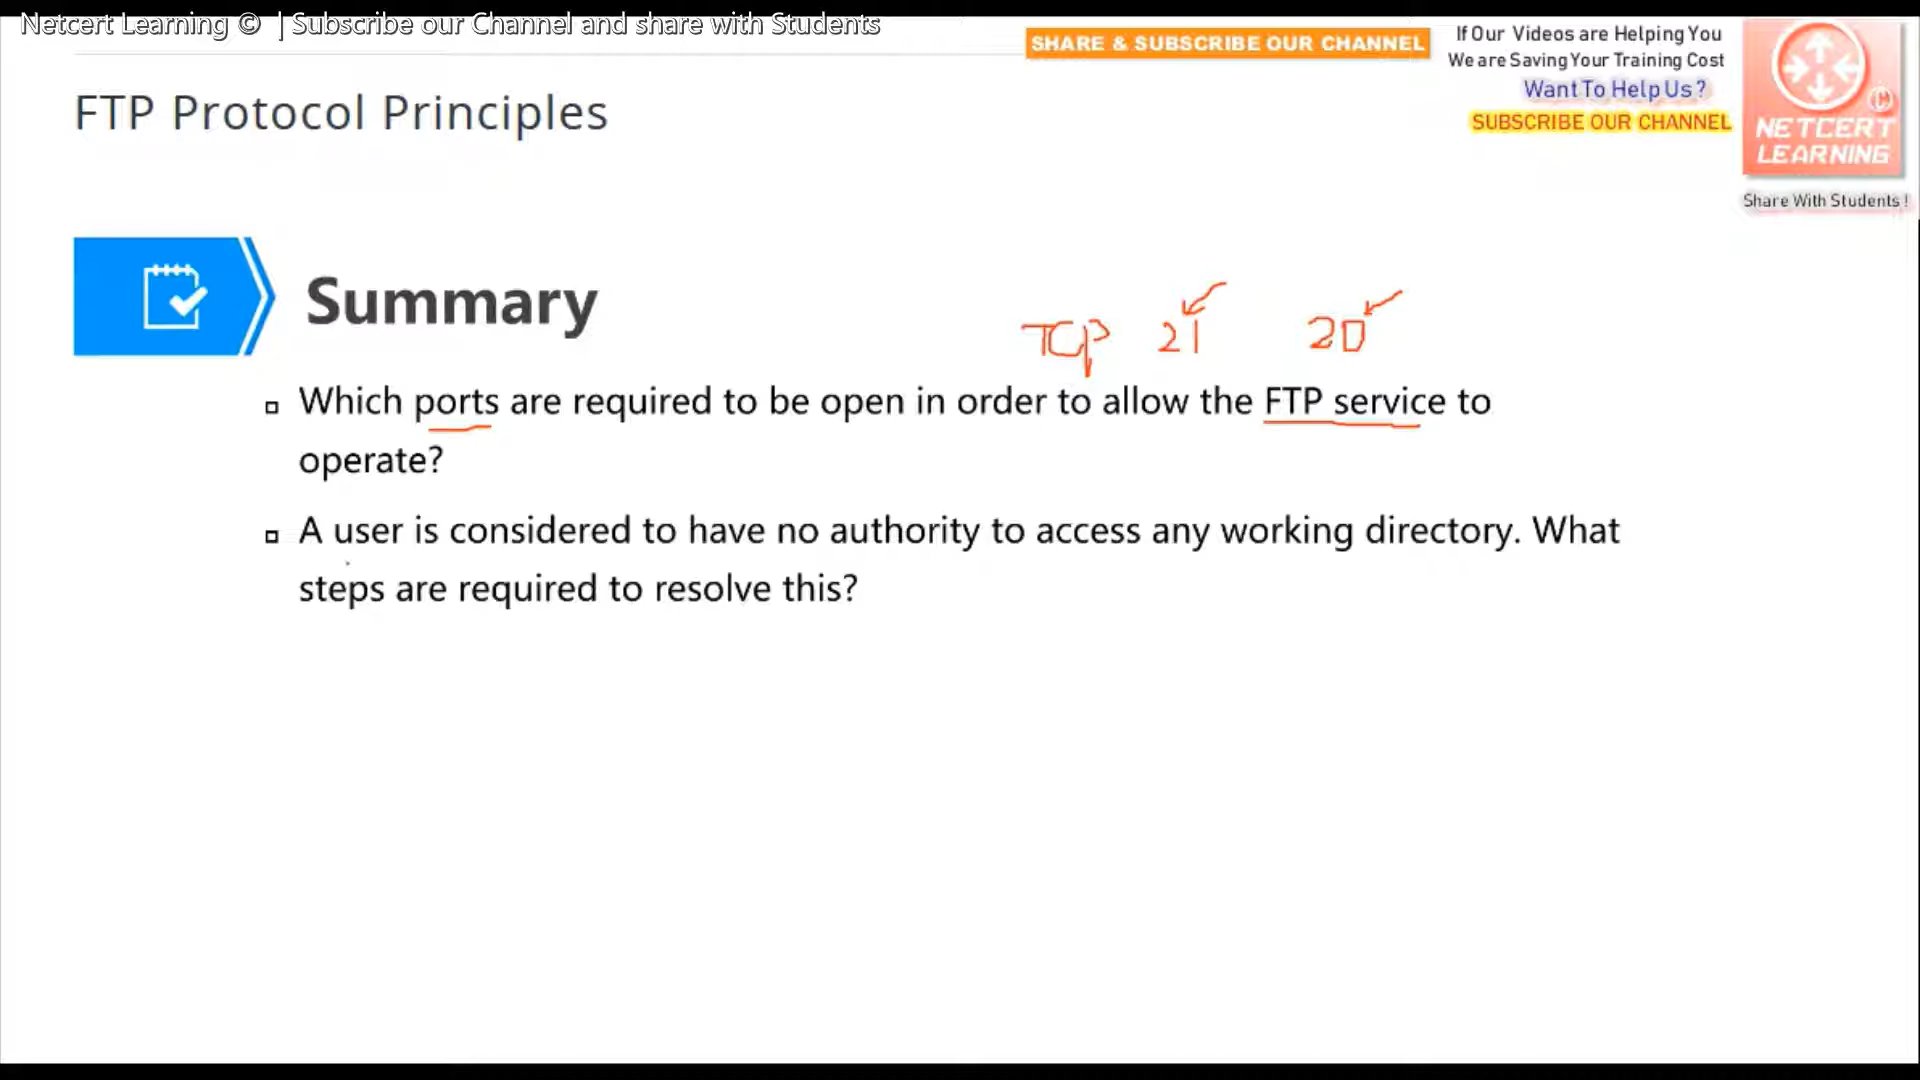 Netcert Learning © | Subscribe our Channel and share with Students
SHARE & SUBSCRIBE OUR CHANNEL
If Our Videos are Helping You
We are Saving Your Training Cost
Want To Help Us ?
SUBSCRIBE OUR CHANNEL
NETCERT
LEARNING
Share With Students !
FTP Protocol Principles
Summary
TCP 21 20
Which ports are required to be open in order to allow the FTP service to
operate?
A user is considered to have no authority to access any working directory. What
steps are required to resolve this?